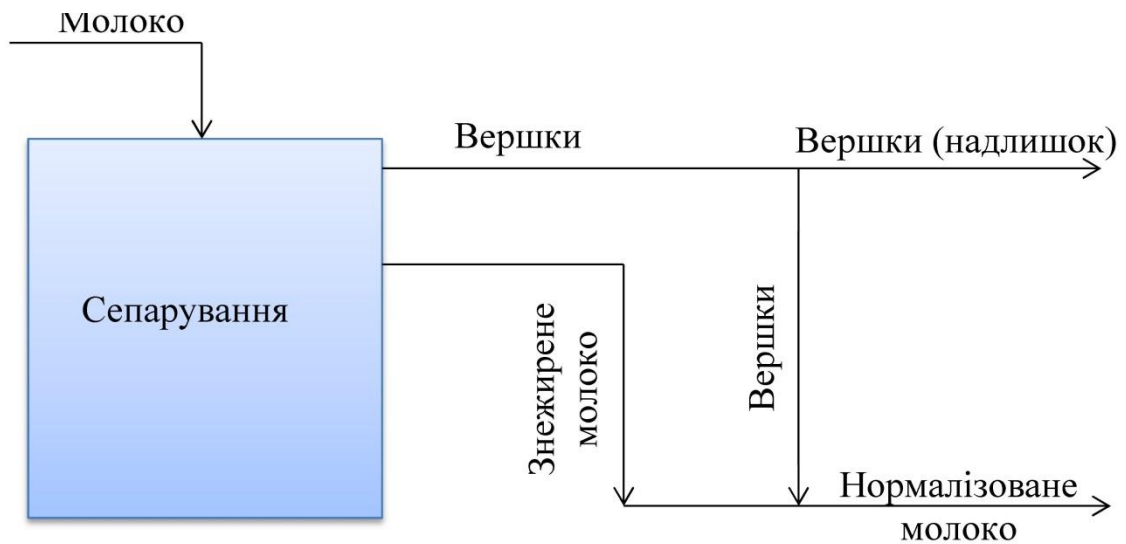 Молоко
Вершки
Вершки (надлишок)
Сепарування
Знежирене
молоко
Вершки
Нормалізоване
молоко